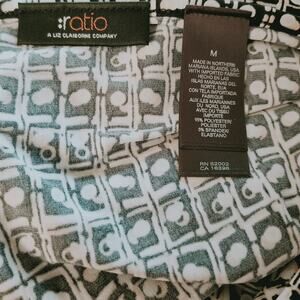 :ratio
A LIZ CLAIBORNE COMPANY
M
MADE IN NORTHERN
MARIANA ISLANDS, USA
WITH IMPORTED FABRIC
HECHO EN LAS
ISLAS MARIANAS DEL
NORTE, EUA
CON TELA IMPORTADA
FABRIQUÉ
AUX ILES MARIANNES
DU NORD, É-U
AVEC DU TISSU
IMPORTÉ
95% POLYESTER/
POLIÉSTER
5% SPANDEX/
ELASTANO
RN 52002
CA 16398